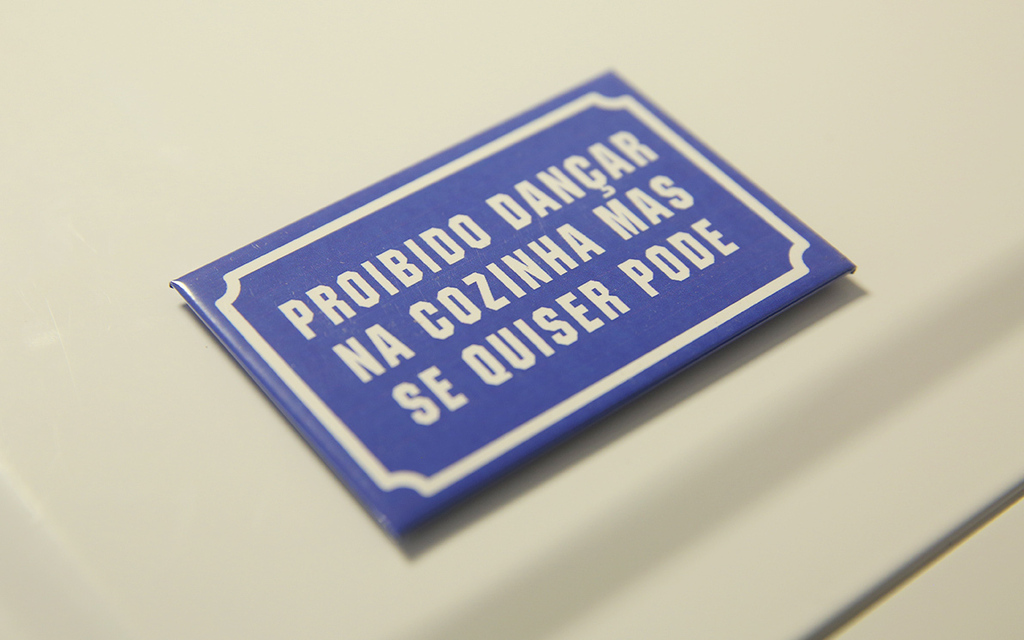 PROIBIDO DANÇAR
NA COZINHA MAS
SE QUISER PODE